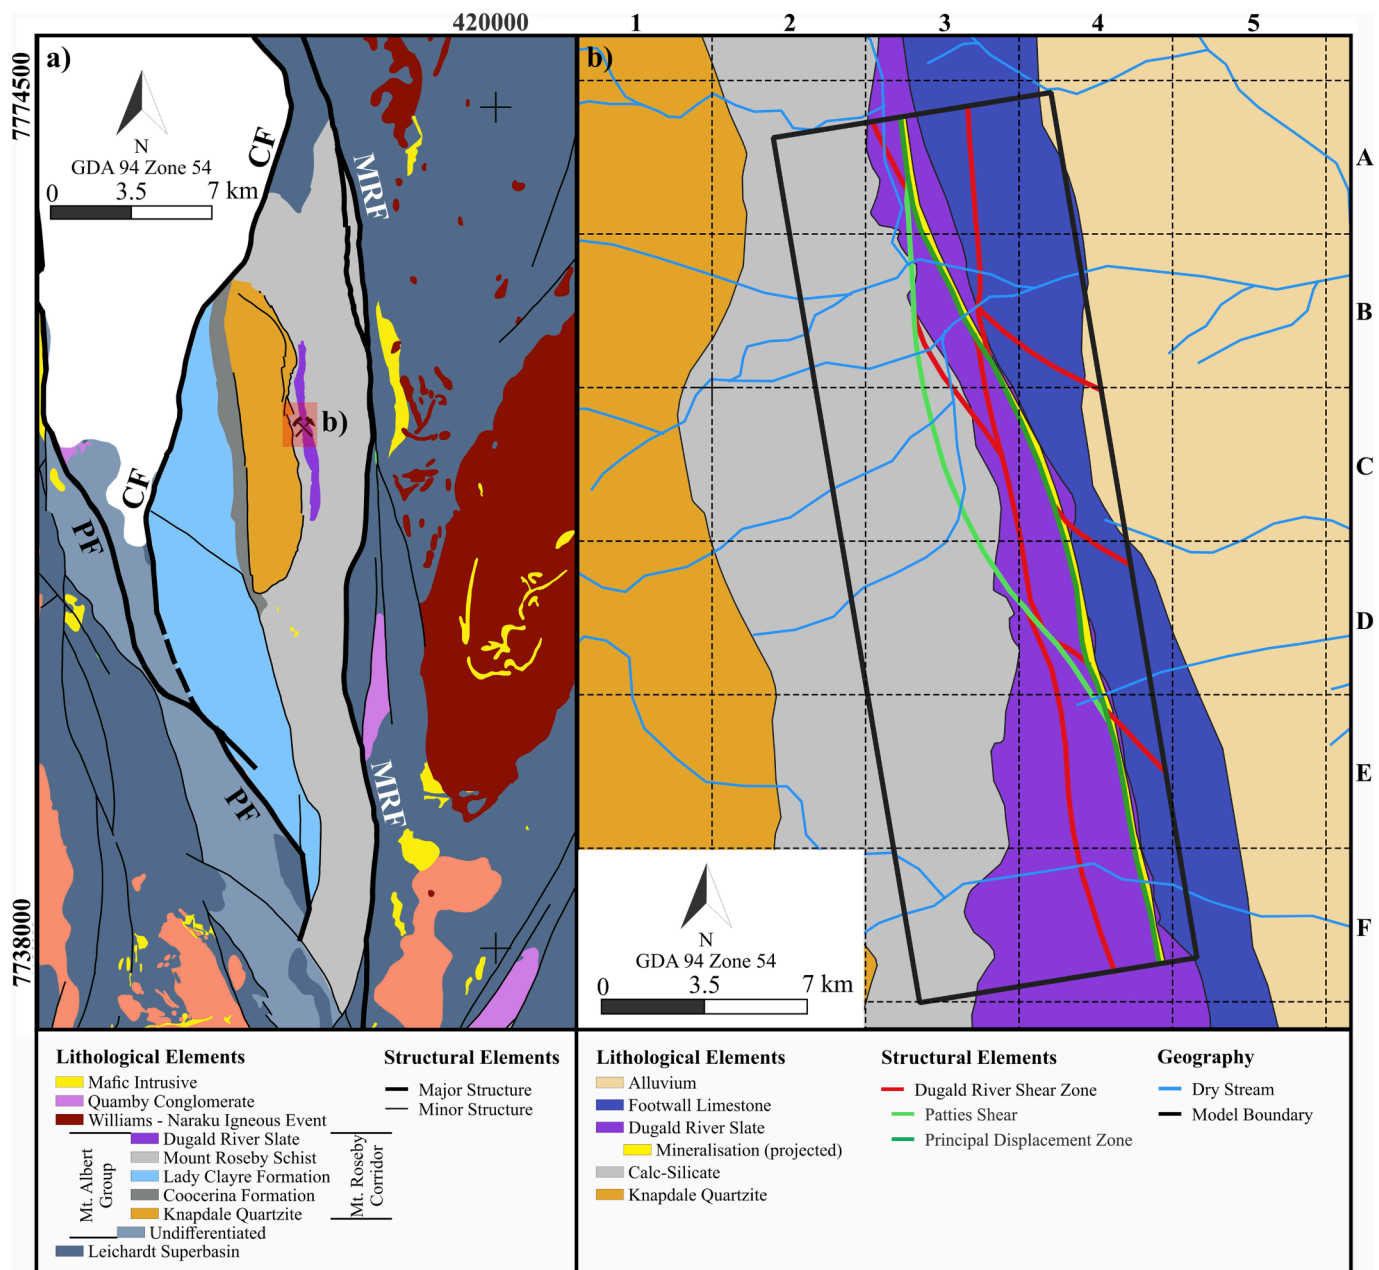 420000
1 2 3 4 5
7774500
7738000
a)
N
GDA 94 Zone 54
0 3.5 7 km
CF
MRF
b)
CF
PF
PF
MRF
b)
A
B
C
D
E
F
N
GDA 94 Zone 54
0 3.5 7 km
Lithological Elements
Mafic Intrusive
Quamby Conglomerate
Williams - Naraku Igneous Event
Dugald River Slate
Mount Roseby Schist
Lady Clayre Formation
Coocerina Formation
Knapdale Quartzite
Undifferentiated
Leichardt Superbasin
Mt. Albert
Group
Mt. Roseby
Corridor
Structural Elements
Major Structure
Minor Structure
Lithological Elements
Alluvium
Footwall Limestone
Dugald River Slate
Mineralisation (projected)
Calc-Silicate
Knapdale Quartzite
Structural Elements
Dugald River Shear Zone
Patties Shear
Principal Displacement Zone
Geography
Dry Stream
Model Boundary